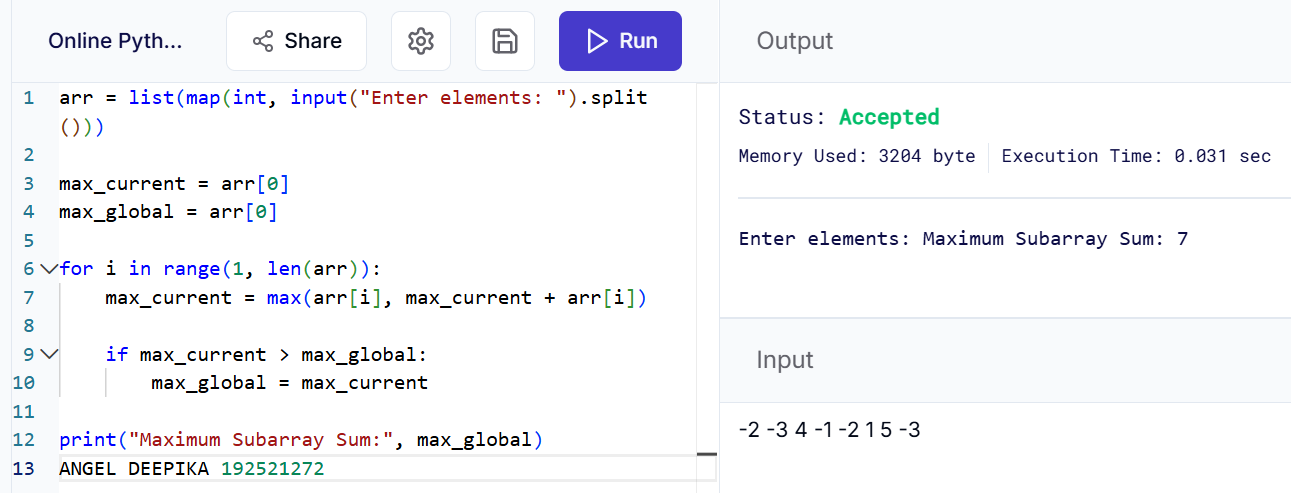 Online Pyth... Share Run
1 arr = list(map(int, input("Enter elements: ").split
()))
2
3 max_current = arr[0]
4 max_global = arr[0]
5
6 for i in range(1, len(arr)):
7 max_current = max(arr[i], max_current + arr[i])
8
9 if max_current > max_global:
10 max_global = max_current
11
12 print("Maximum Subarray Sum:", max_global)
13 ANGEL DEEPIKA 192521272
Output
Status: Accepted
Memory Used: 3204 byte Execution Time: 0.031 sec
Enter elements: Maximum Subarray Sum: 7
Input
-2 -3 4 -1 -2 1 5 -3